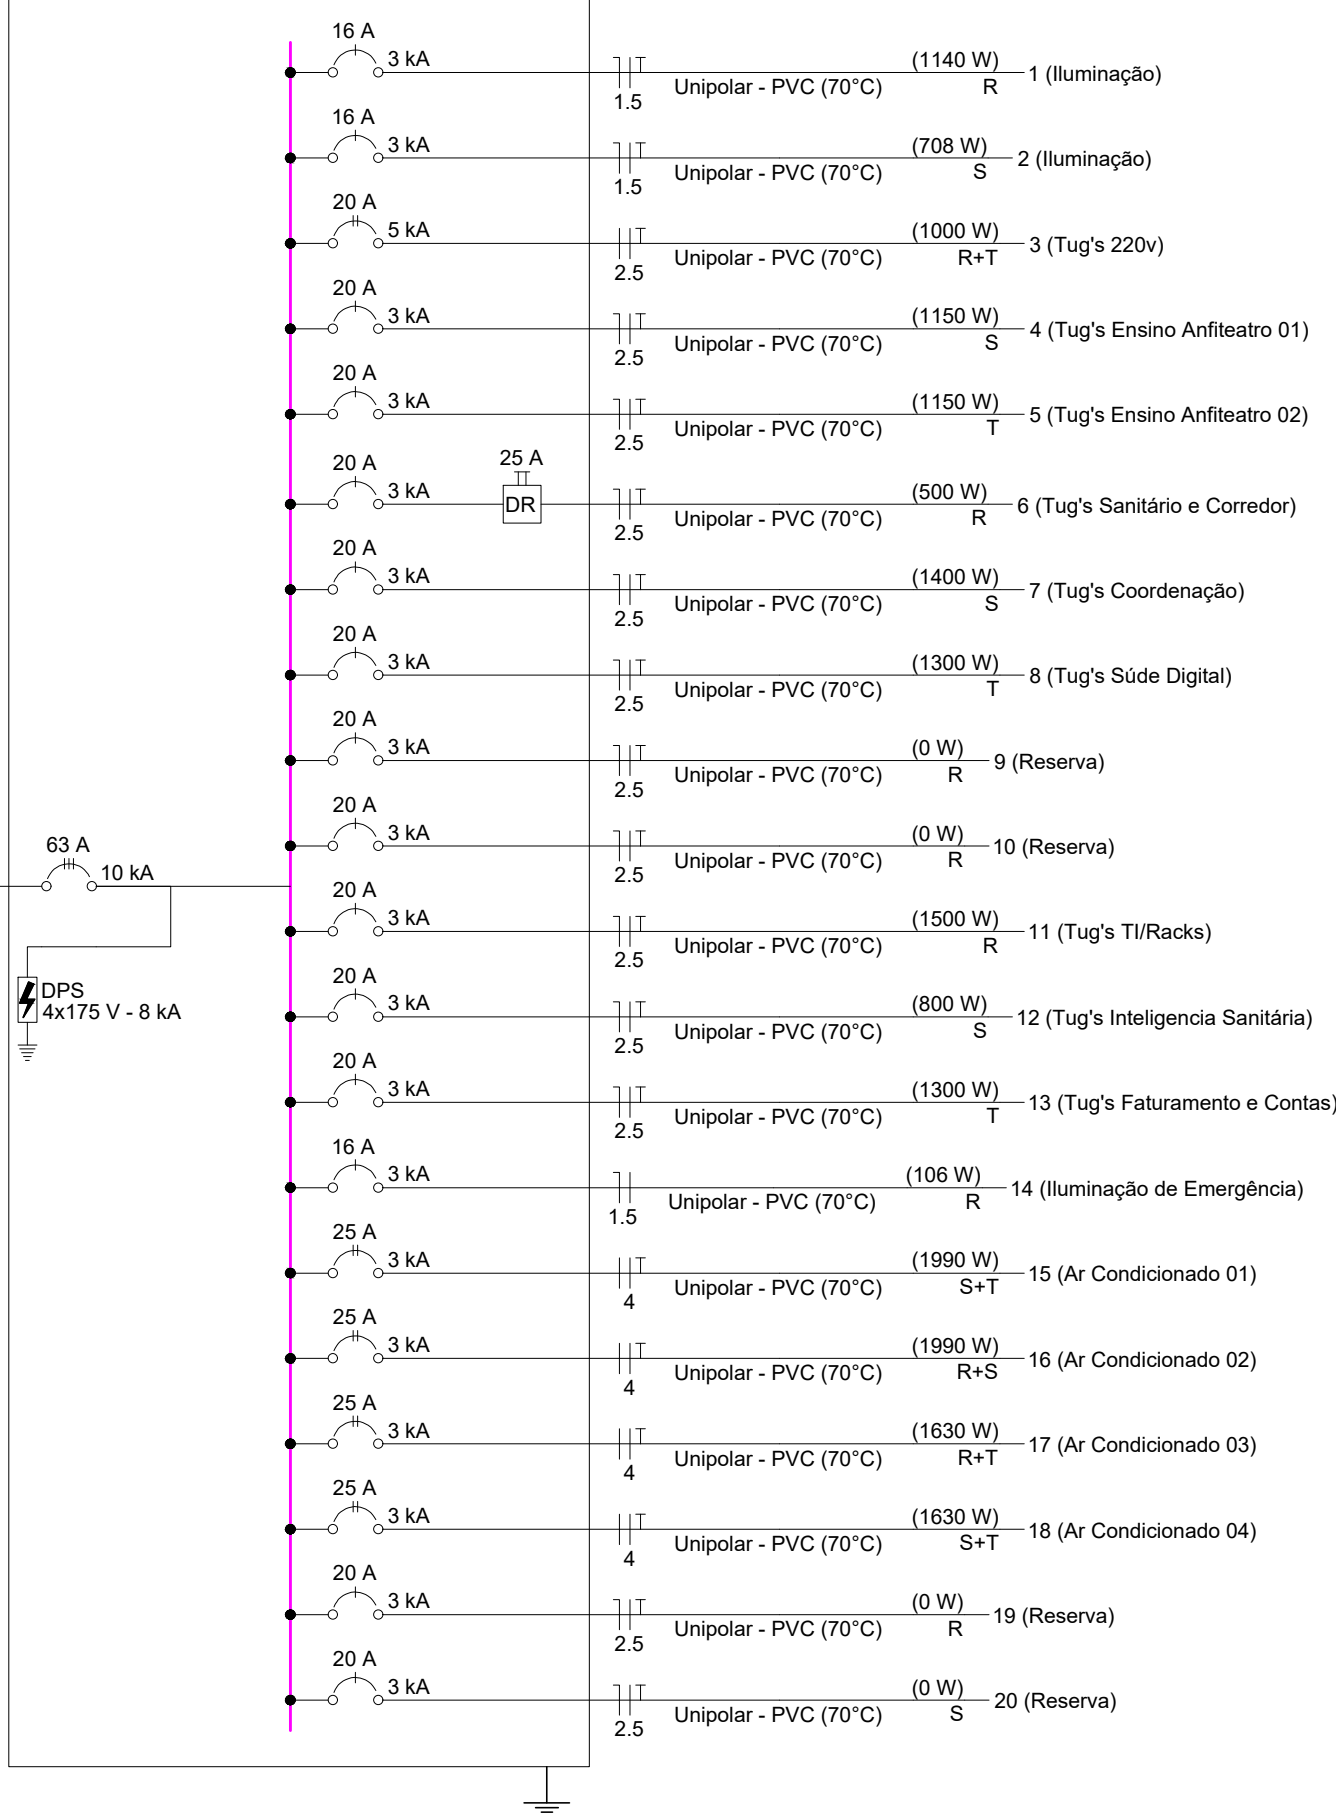 16 A
3 kA
1.5
Unipolar - PVC (70°C)
(1140 W)
R
1 (Iluminação)
16 A
3 kA
1.5
Unipolar - PVC (70°C)
(708 W)
S
2 (Iluminação)
20 A
5 kA
2.5
Unipolar - PVC (70°C)
(1000 W)
R+T
3 (Tug's 220v)
20 A
3 kA
2.5
Unipolar - PVC (70°C)
(1150 W)
S
4 (Tug's Ensino Anfiteatro 01)
20 A
3 kA
2.5
Unipolar - PVC (70°C)
(1150 W)
T
5 (Tug's Ensino Anfiteatro 02)
20 A
3 kA
25 A
DR
2.5
Unipolar - PVC (70°C)
(500 W)
R
6 (Tug's Sanitário e Corredor)
20 A
3 kA
2.5
Unipolar - PVC (70°C)
(1400 W)
S
7 (Tug's Coordenação)
20 A
3 kA
2.5
Unipolar - PVC (70°C)
(1300 W)
T
8 (Tug's Súde Digital)
20 A
3 kA
2.5
Unipolar - PVC (70°C)
(0 W)
R
9 (Reserva)
20 A
3 kA
2.5
Unipolar - PVC (70°C)
(0 W)
R
10 (Reserva)
63 A
10 kA
DPS
4x175 V - 8 kA
20 A
3 kA
2.5
Unipolar - PVC (70°C)
(1500 W)
R
11 (Tug's TI/Racks)
20 A
3 kA
2.5
Unipolar - PVC (70°C)
(800 W)
S
12 (Tug's Inteligencia Sanitária)
20 A
3 kA
2.5
Unipolar - PVC (70°C)
(1300 W)
T
13 (Tug's Faturamento e Contas)
16 A
3 kA
1.5
Unipolar - PVC (70°C)
(106 W)
R
14 (Iluminação de Emergência)
25 A
3 kA
4
Unipolar - PVC (70°C)
(1990 W)
S+T
15 (Ar Condicionado 01)
25 A
3 kA
4
Unipolar - PVC (70°C)
(1990 W)
R+S
16 (Ar Condicionado 02)
25 A
3 kA
4
Unipolar - PVC (70°C)
(1630 W)
R+T
17 (Ar Condicionado 03)
25 A
3 kA
4
Unipolar - PVC (70°C)
(1630 W)
S+T
18 (Ar Condicionado 04)
20 A
3 kA
2.5
Unipolar - PVC (70°C)
(0 W)
R
19 (Reserva)
20 A
3 kA
2.5
Unipolar - PVC (70°C)
(0 W)
S
20 (Reserva)